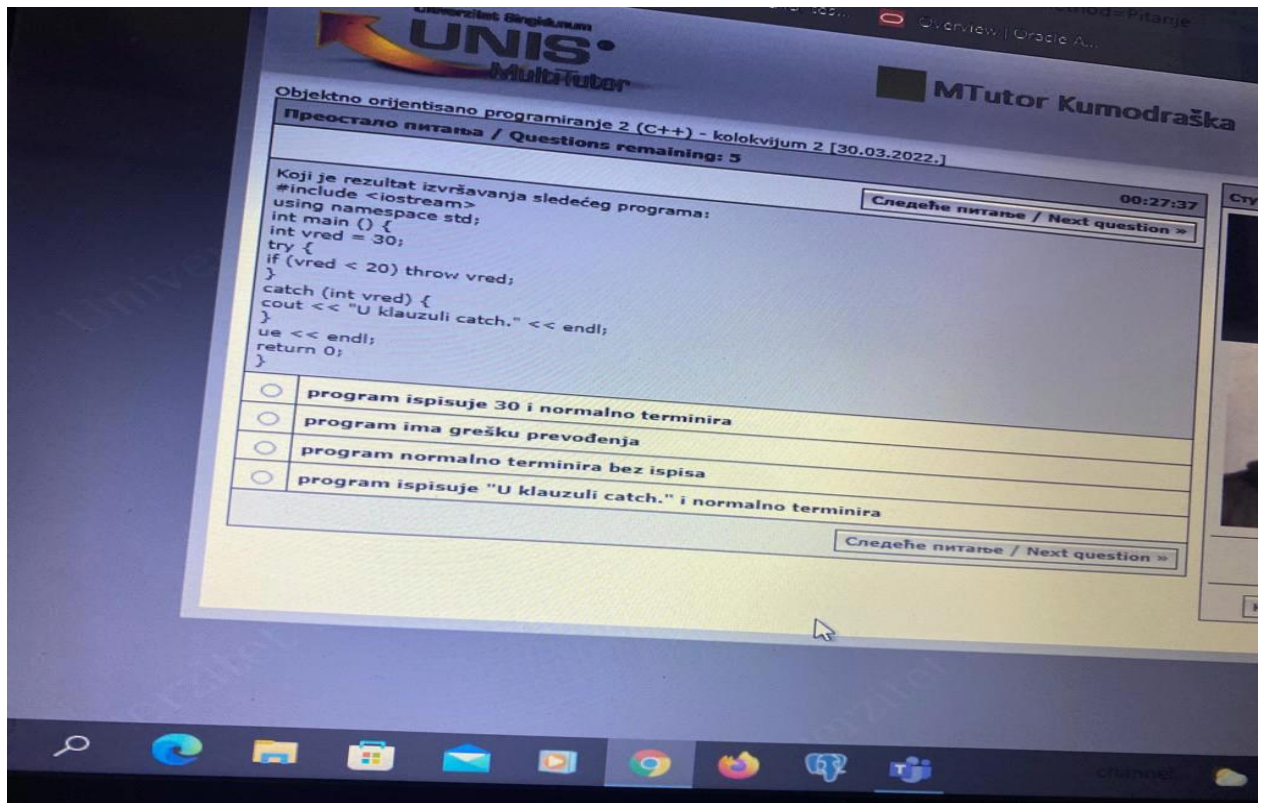 Univerzitet Singidunum
UNIS
MultiTutor
Overview | Oracle A...
MTutor Kumodraška
Objektno orijentisano programiranje 2 (C++) - kolokvijum 2 [30.03.2022.]
Преостало питања / Questions remaining: 5
00:27:37
Следеће питање / Next question »
Koji je rezultat izvršavanja sledećeg programa:
#include <iostream>
using namespace std;
int main () {
int vred = 30;
try {
if (vred < 20) throw vred;
}
catch (int vred) {
cout << "U klauzuli catch." << endl;
}
ue << endl;
return 0;
}
program ispisuje 30 i normalno terminira
program ima grešku prevođenja
program normalno terminira bez ispisa
program ispisuje "U klauzuli catch." i normalno terminira
Следеће питање / Next question »